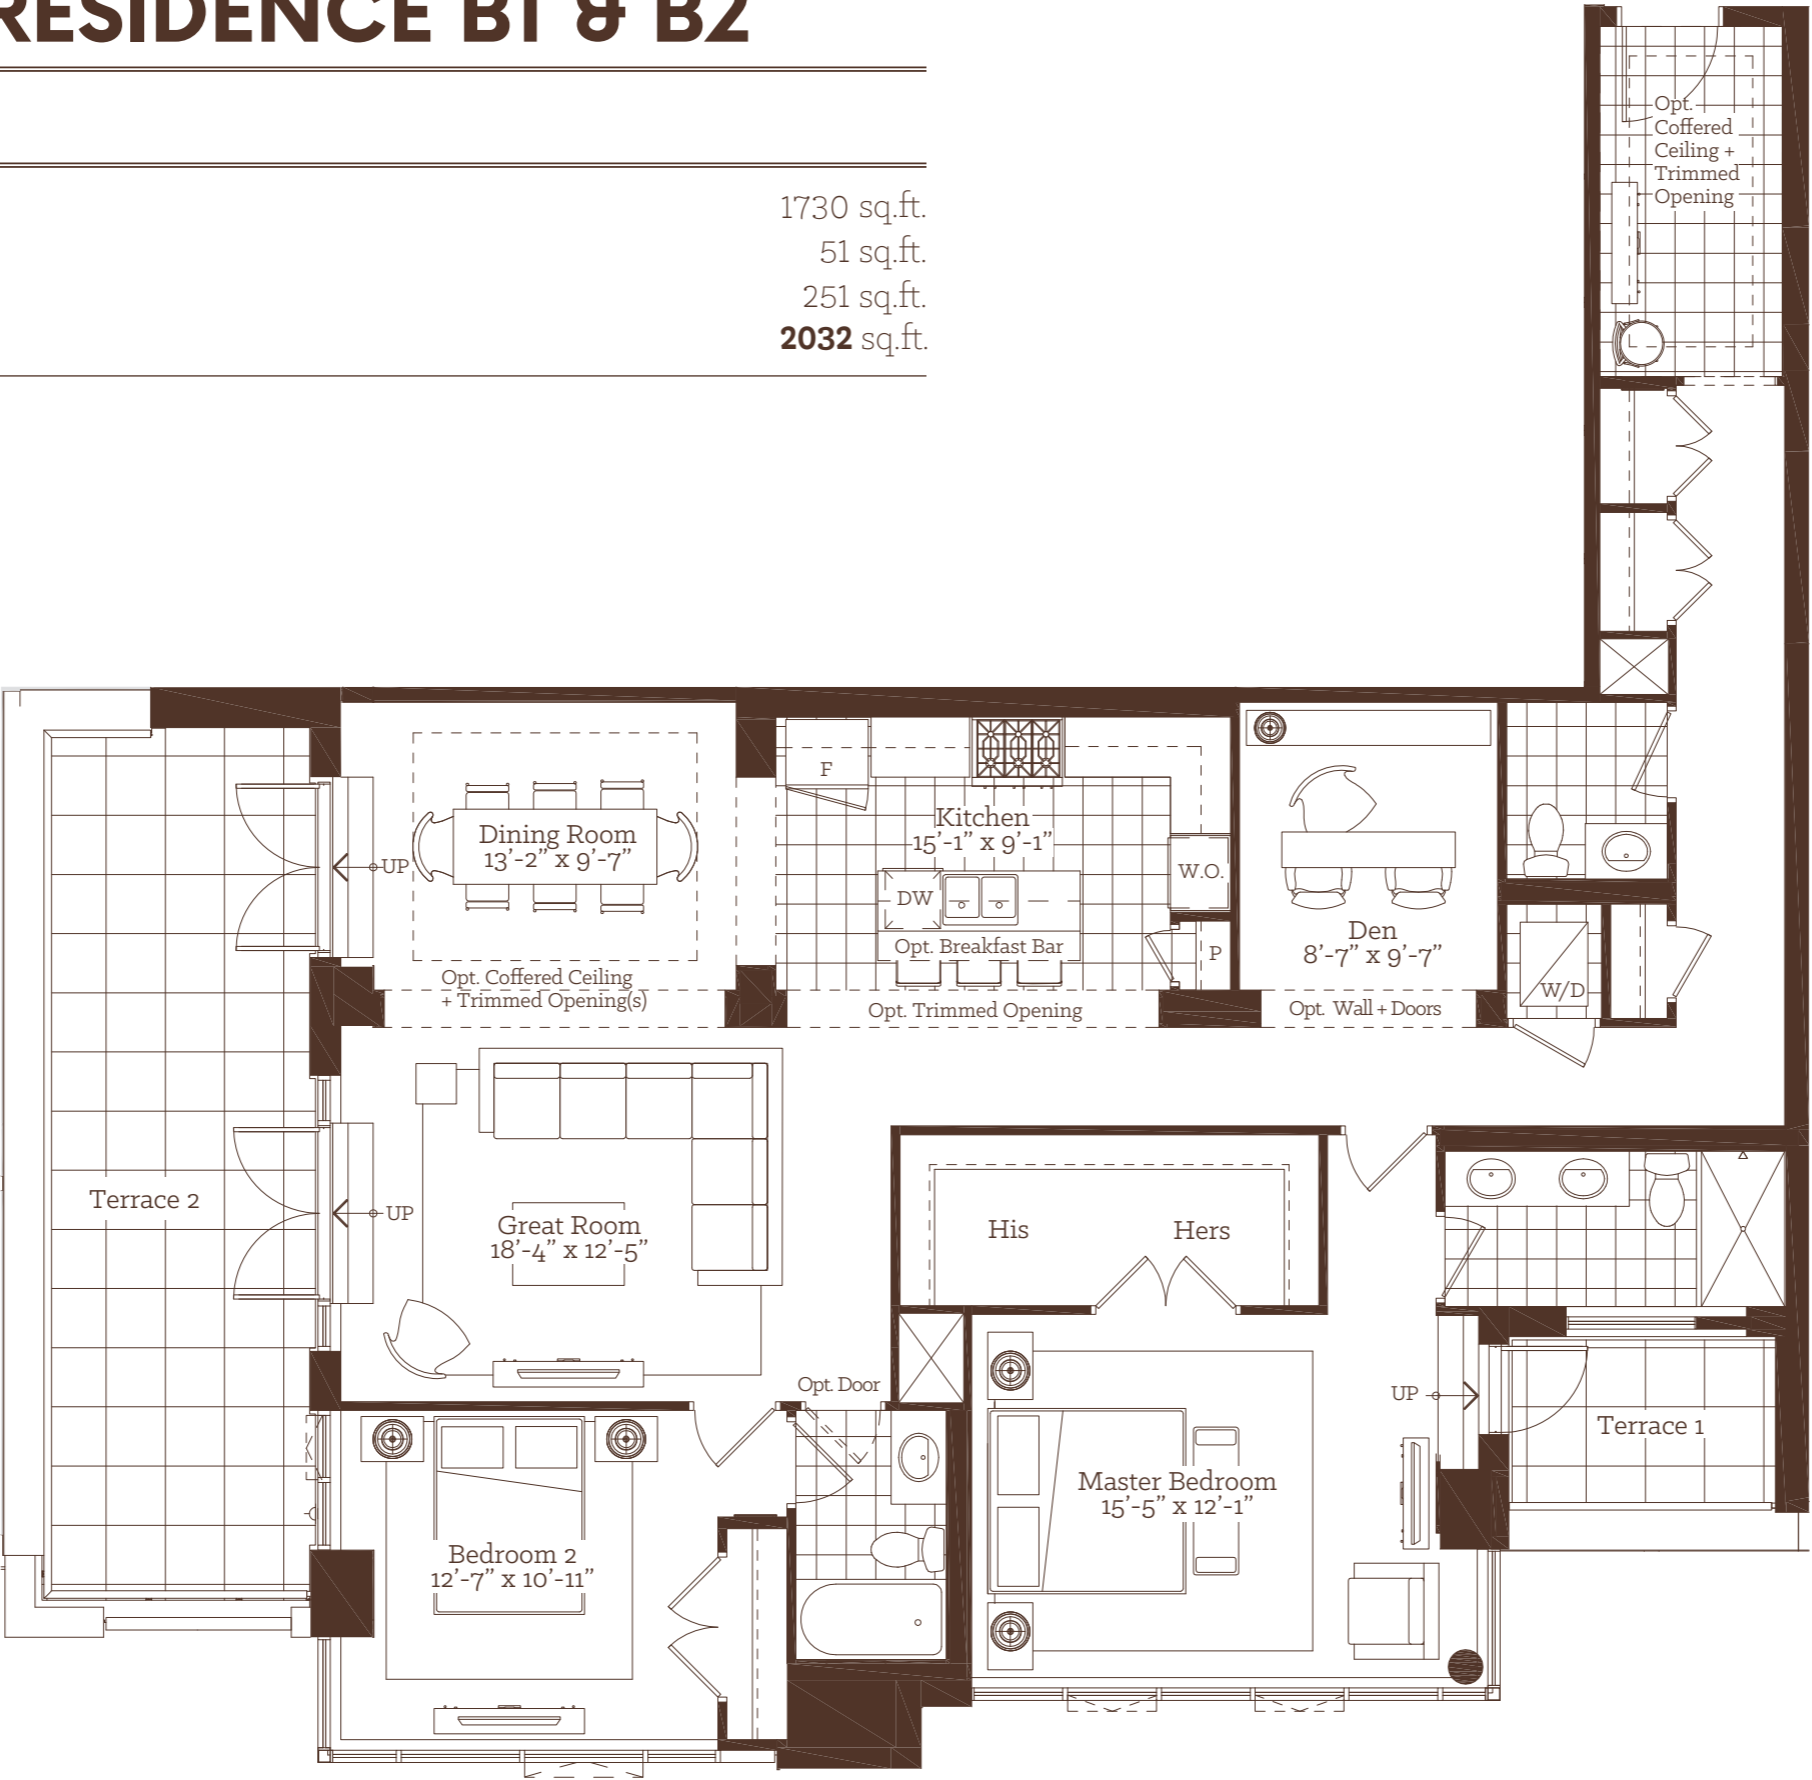 RESIDENCE B1 & B2
1730 sq.ft.
51 sq.ft.
251 sq.ft.
2032 sq.ft.
Opt.
Coffered
Ceiling +
Trimmed
Opening
F
Kitchen
15'-1" x 9'-1"
Dining Room
13'-2" x 9'-7"
UP
W.O.
DW
Opt. Breakfast Bar
P
Den
8'-7" x 9'-7"
W/D
Opt. Coffered Ceiling
+ Trimmed Opening(s)
Opt. Trimmed Opening
Opt. Wall + Doors
Terrace 2
UP
Great Room
18'-4" x 12'-5"
His
Hers
Opt. Door
UP
Terrace 1
Master Bedroom
15'-5" x 12'-1"
Bedroom 2
12'-7" x 10'-11"